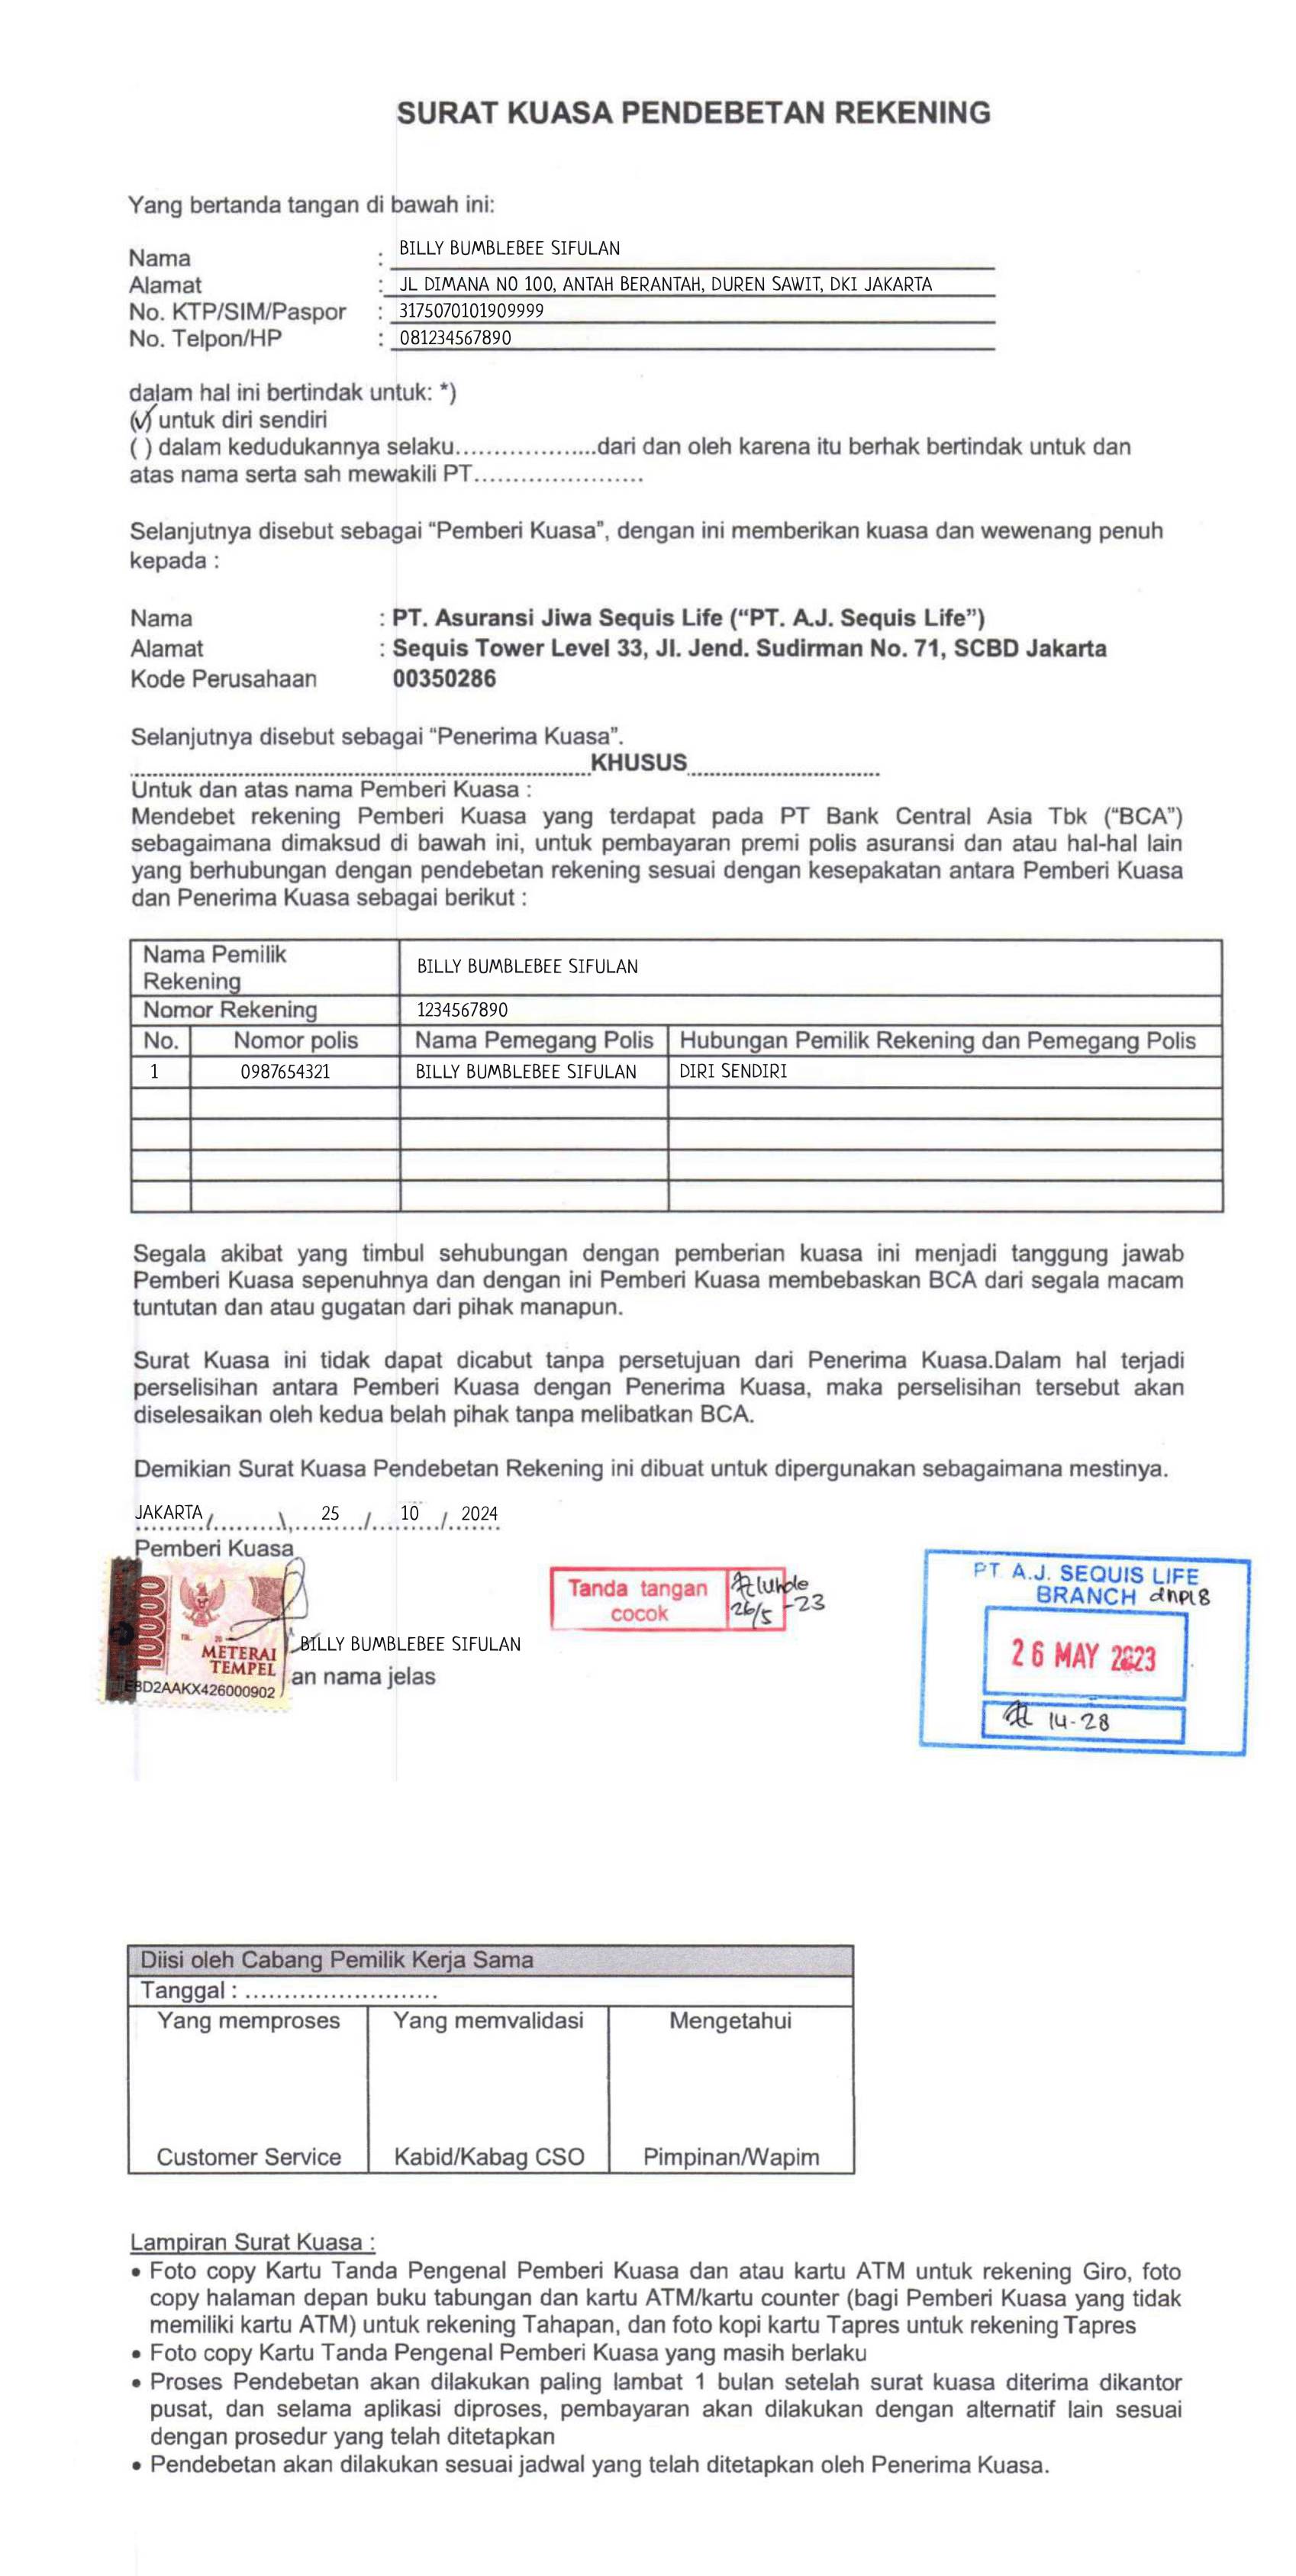 SURAT KUASA PENDEBETAN REKENING
Yang bertanda tangan di bawah ini:
Nama : BILLY BUMBLEBEE SIFULAN
Alamat : JL DIMANA NO 100, ANTAH BERANTAH, DUREN SAWIT, DKI JAKARTA
No. KTP/SIM/Paspor : 3175070101909999
No. Telpon/HP : 081234567890
dalam hal ini bertindak untuk: *)
(√) untuk diri sendiri
( ) dalam kedudukannya selaku...................dari dan oleh karena itu berhak bertindak untuk dan
atas nama serta sah mewakili PT......................
Selanjutnya disebut sebagai “Pemberi Kuasa”, dengan ini memberikan kuasa dan wewenang penuh
kepada :
Nama : PT. Asuransi Jiwa Sequis Life (“PT. A.J. Sequis Life”)
Alamat : Sequis Tower Level 33, Jl. Jend. Sudirman No. 71, SCBD Jakarta
Kode Perusahaan 00350286
Selanjutnya disebut sebagai “Penerima Kuasa”.
KHUSUS
Untuk dan atas nama Pemberi Kuasa :
Mendebet rekening Pemberi Kuasa yang terdapat pada PT Bank Central Asia Tbk (“BCA”)
sebagaimana dimaksud di bawah ini, untuk pembayaran premi polis asuransi dan atau hal-hal lain
yang berhubungan dengan pendebetan rekening sesuai dengan kesepakatan antara Pemberi Kuasa
dan Penerima Kuasa sebagai berikut :
Nama Pemilik
Rekening
BILLY BUMBLEBEE SIFULAN
Nomor Rekening 1234567890
No. Nomor polis Nama Pemegang Polis Hubungan Pemilik Rekening dan Pemegang Polis
1 0987654321 BILLY BUMBLEBEE SIFULAN DIRI SENDIRI
Segala akibat yang timbul sehubungan dengan pemberian kuasa ini menjadi tanggung jawab
Pemberi Kuasa sepenuhnya dan dengan ini Pemberi Kuasa membebaskan BCA dari segala macam
tuntutan dan atau gugatan dari pihak manapun.
Surat Kuasa ini tidak dapat dicabut tanpa persetujuan dari Penerima Kuasa.Dalam hal terjadi
perselisihan antara Pemberi Kuasa dengan Penerima Kuasa, maka perselisihan tersebut akan
diselesaikan oleh kedua belah pihak tanpa melibatkan BCA.
Demikian Surat Kuasa Pendebetan Rekening ini dibuat untuk dipergunakan sebagaimana mestinya.
JAKARTA, 25 / 10 / 2024
Pemberi Kuasa
10000
METERAI
TEMPEL
EBD2AAKX426000902
BILLY BUMBLEBEE SIFULAN
an nama jelas
Tanda tangan
cocok
26/5 -23
PT A.J. SEQUIS LIFE
BRANCH
26 MAY 2023
14-28
Diisi oleh Cabang Pemilik Kerja Sama
Tanggal : .........................
Yang memproses Yang memvalidasi Mengetahui
Customer Service Kabid/Kabag CSO Pimpinan/Wapim
Lampiran Surat Kuasa :
• Foto copy Kartu Tanda Pengenal Pemberi Kuasa dan atau kartu ATM untuk rekening Giro, foto
copy halaman depan buku tabungan dan kartu ATM/kartu counter (bagi Pemberi Kuasa yang tidak
memiliki kartu ATM) untuk rekening Tahapan, dan foto kopi kartu Tapres untuk rekening Tapres
• Foto copy Kartu Tanda Pengenal Pemberi Kuasa yang masih berlaku
• Proses Pendebetan akan dilakukan paling lambat 1 bulan setelah surat kuasa diterima dikantor
pusat, dan selama aplikasi diproses, pembayaran akan dilakukan dengan alternatif lain sesuai
dengan prosedur yang telah ditetapkan
• Pendebetan akan dilakukan sesuai jadwal yang telah ditetapkan oleh Penerima Kuasa.